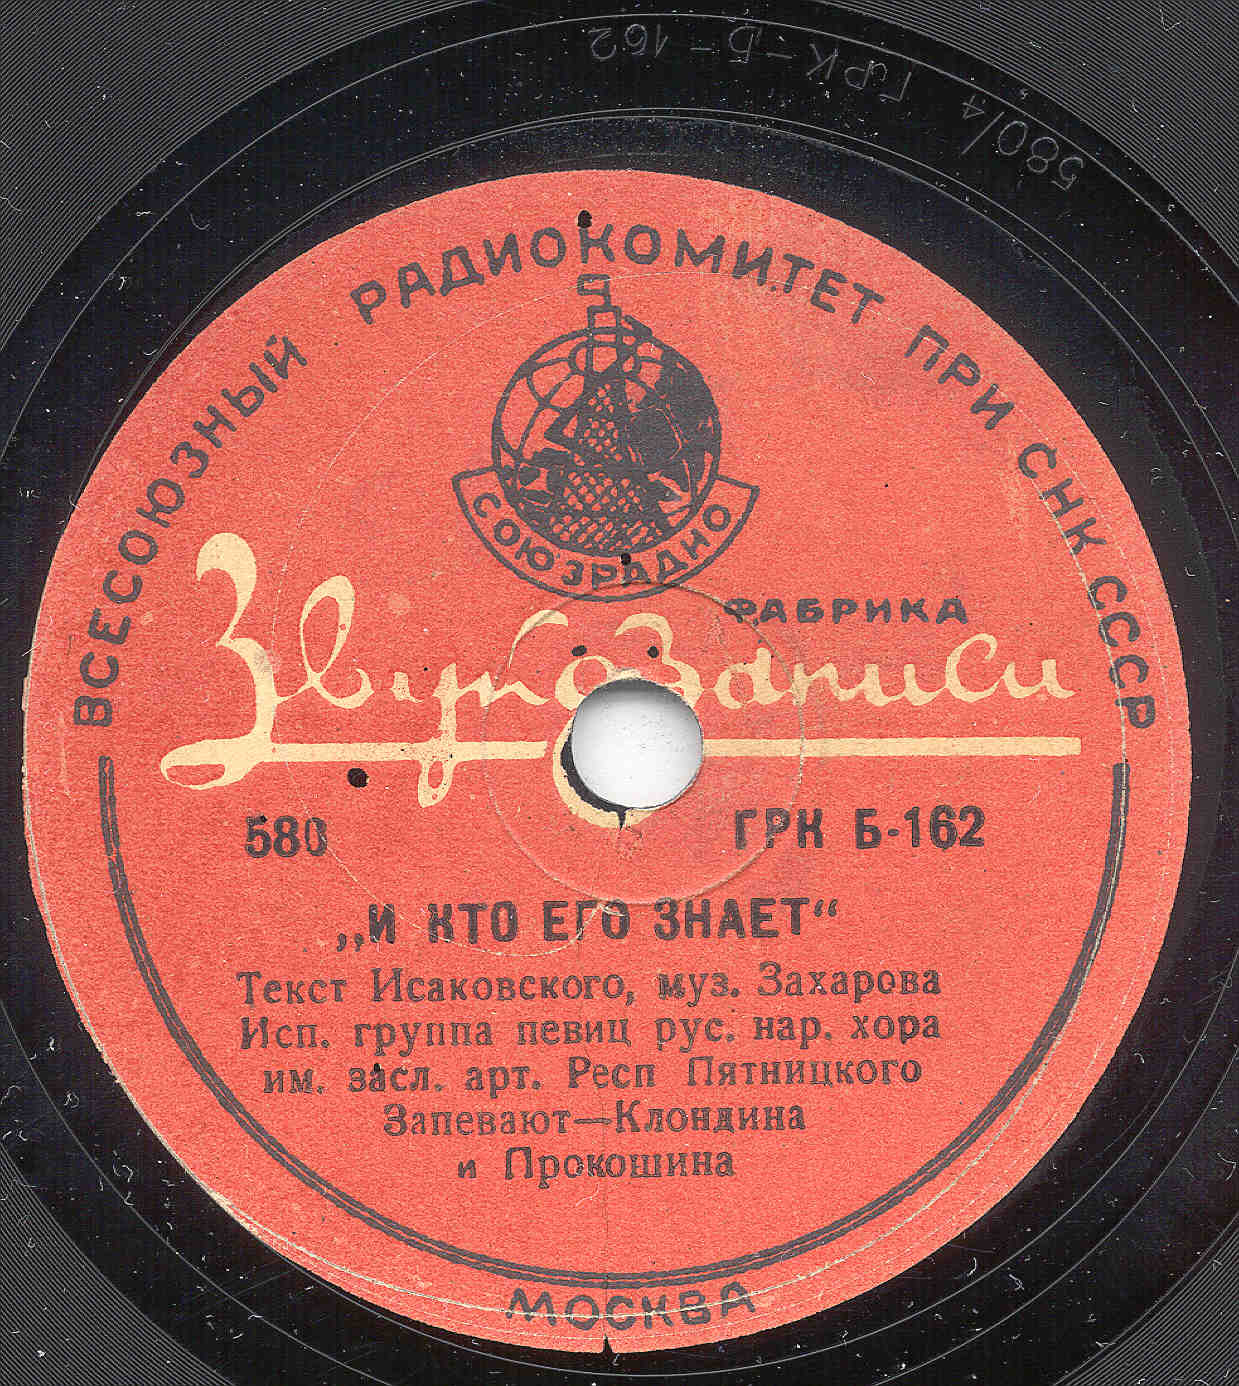 580/4 ГРК-Б-162
ВСЕСОЮЗНЫЙ РАДИОКОМИТЕТ ПРИ СНК СССР
СОЮЗРАДИО
ФАБРИКА
Звукозаписи
580 ГРК Б-162
„И КТО ЕГО ЗНАЕТ“
Текст Исаковского, муз. Захарова
Исп. группа певиц рус. нар. хора
им. засл. арт. Респ Пятницкого
Запевают—Клондина
и Прокошина
МОСКВА